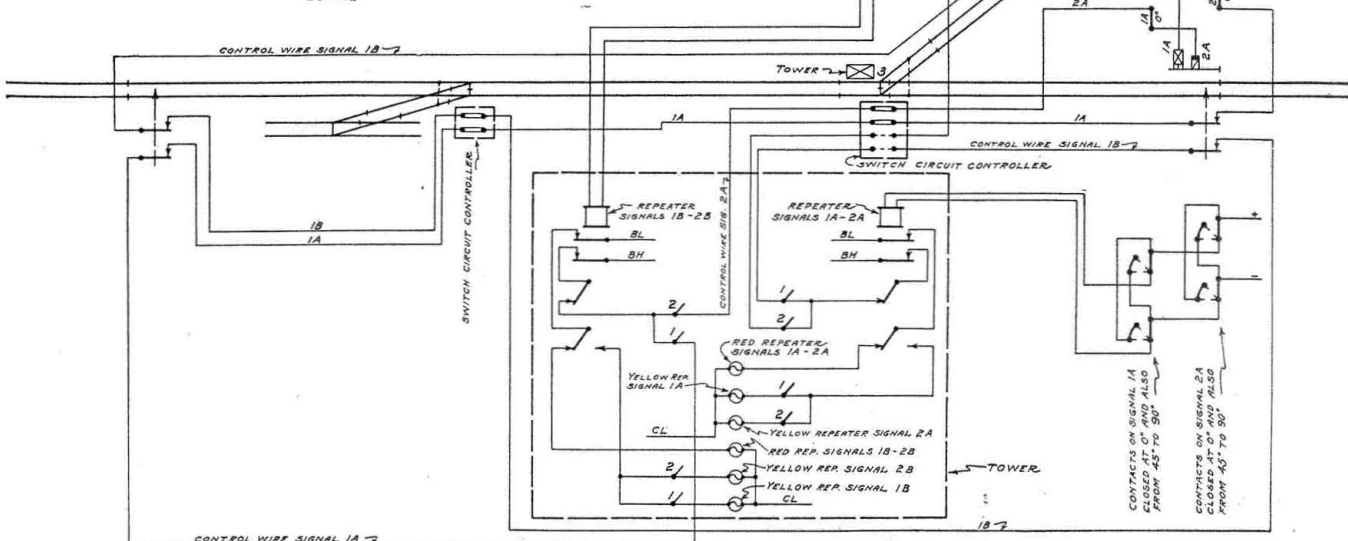 2A
1A
0°
CONTROL WIRE SIGNAL 1B
TOWER
3
1A
2A
1A
1A
CONTROL WIRE SIGNAL 1B
SWITCH CIRCUIT CONTROLLER
SWITCH CIRCUIT CONTROLLER
1B
1A
REPEATER
SIGNALS 1B-2B
BL
BH
CONTROL WIRE SIG. 2A
REPEATER
SIGNALS 1A-2A
BL
BH
+
−
2
1
1
2
RED REPEATER
SIGNALS 1A-2A
YELLOW REP.
SIGNAL 1A
1
2
CL
YELLOW REPEATER SIGNAL 2A
RED REP. SIGNALS 1B-2B
2
YELLOW REP. SIGNAL 2B
YELLOW REP. SIGNAL 1B
1
CL
TOWER
CONTACTS ON SIGNAL 1A
CLOSED AT 0° AND ALSO
FROM 45° TO 90°
CONTACTS ON SIGNAL 2A
CLOSED AT 0° AND ALSO
FROM 45° TO 90°
1B
CONTROL WIRE SIGNAL 1A